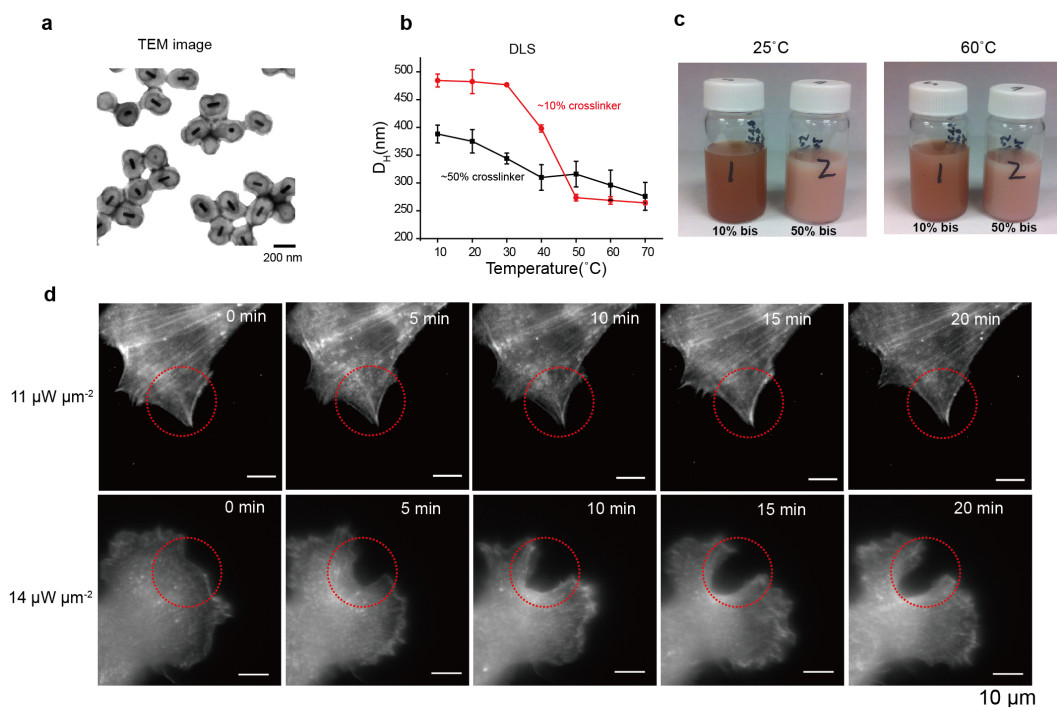 a
TEM image
200 nm
b
DLS
500
450
400
350
300
250
200
D_H(nm)
~10% crosslinker
~50% crosslinker
10 20 30 40 50 60 70
Temperature(˚C)
c
25˚C
60˚C
1
2
1
2
10% bis
50% bis
10% bis
50% bis
d
11 µW µm⁻²
0 min
5 min
10 min
15 min
20 min
14 µW µm⁻²
0 min
5 min
10 min
15 min
20 min
10 µm